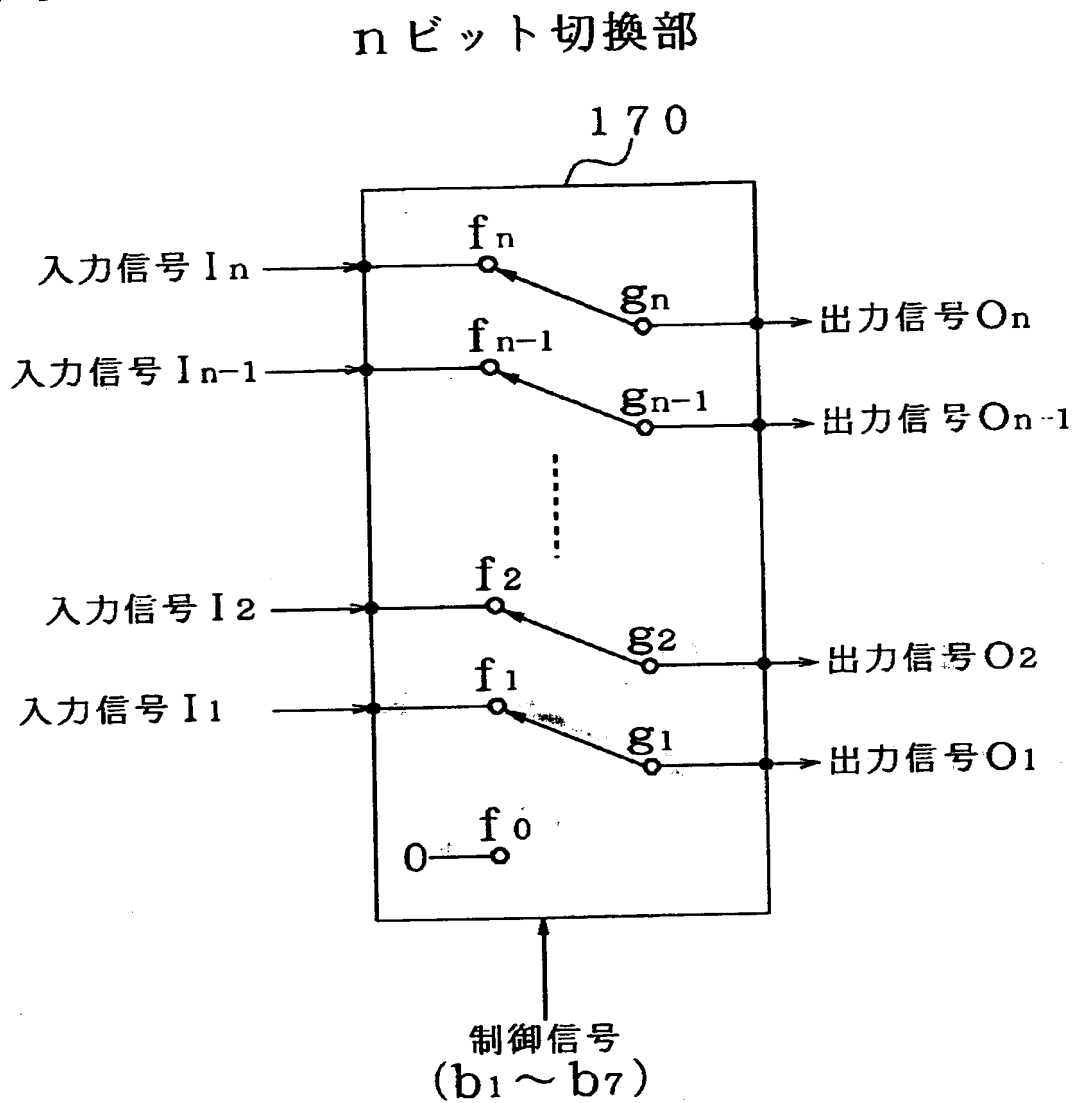 nビット切換部
170
fn
入力信号In
gn
出力信号On
fn-1
入力信号In-1
gn-1
出力信号On-1
f2
入力信号I2
g2
出力信号O2
f1
入力信号I1
g1
出力信号O1
f0
0
制御信号
(b1～b7)